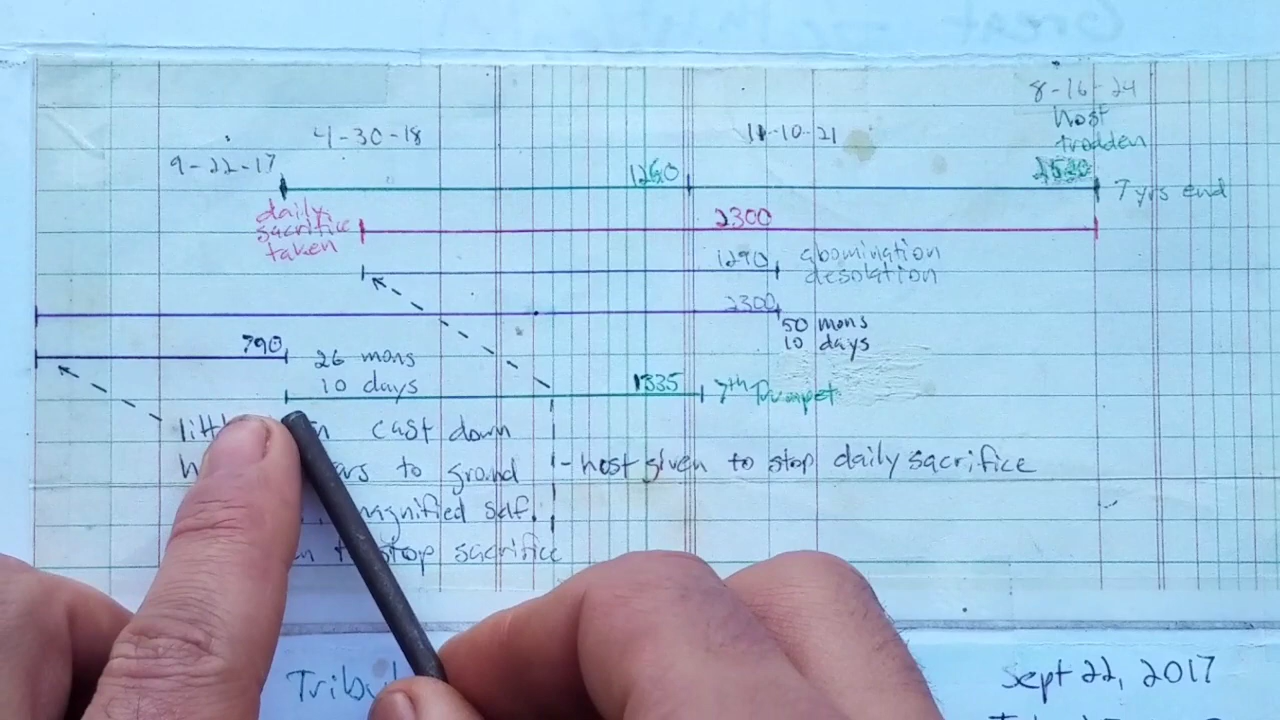 8-16-24
host
trodden
4-30-18
11-10-21
9-22-17
1260
7 yrs end
daily
sacrifice
taken
2300
1290
abomination
desolation
2300
50 mons
10 days
790
26 mons
10 days
1335
7th Trumpet
cast down
to ground
- host given to stop daily sacrifice
magnified self
stop sacrifice
Sept 22, 2017